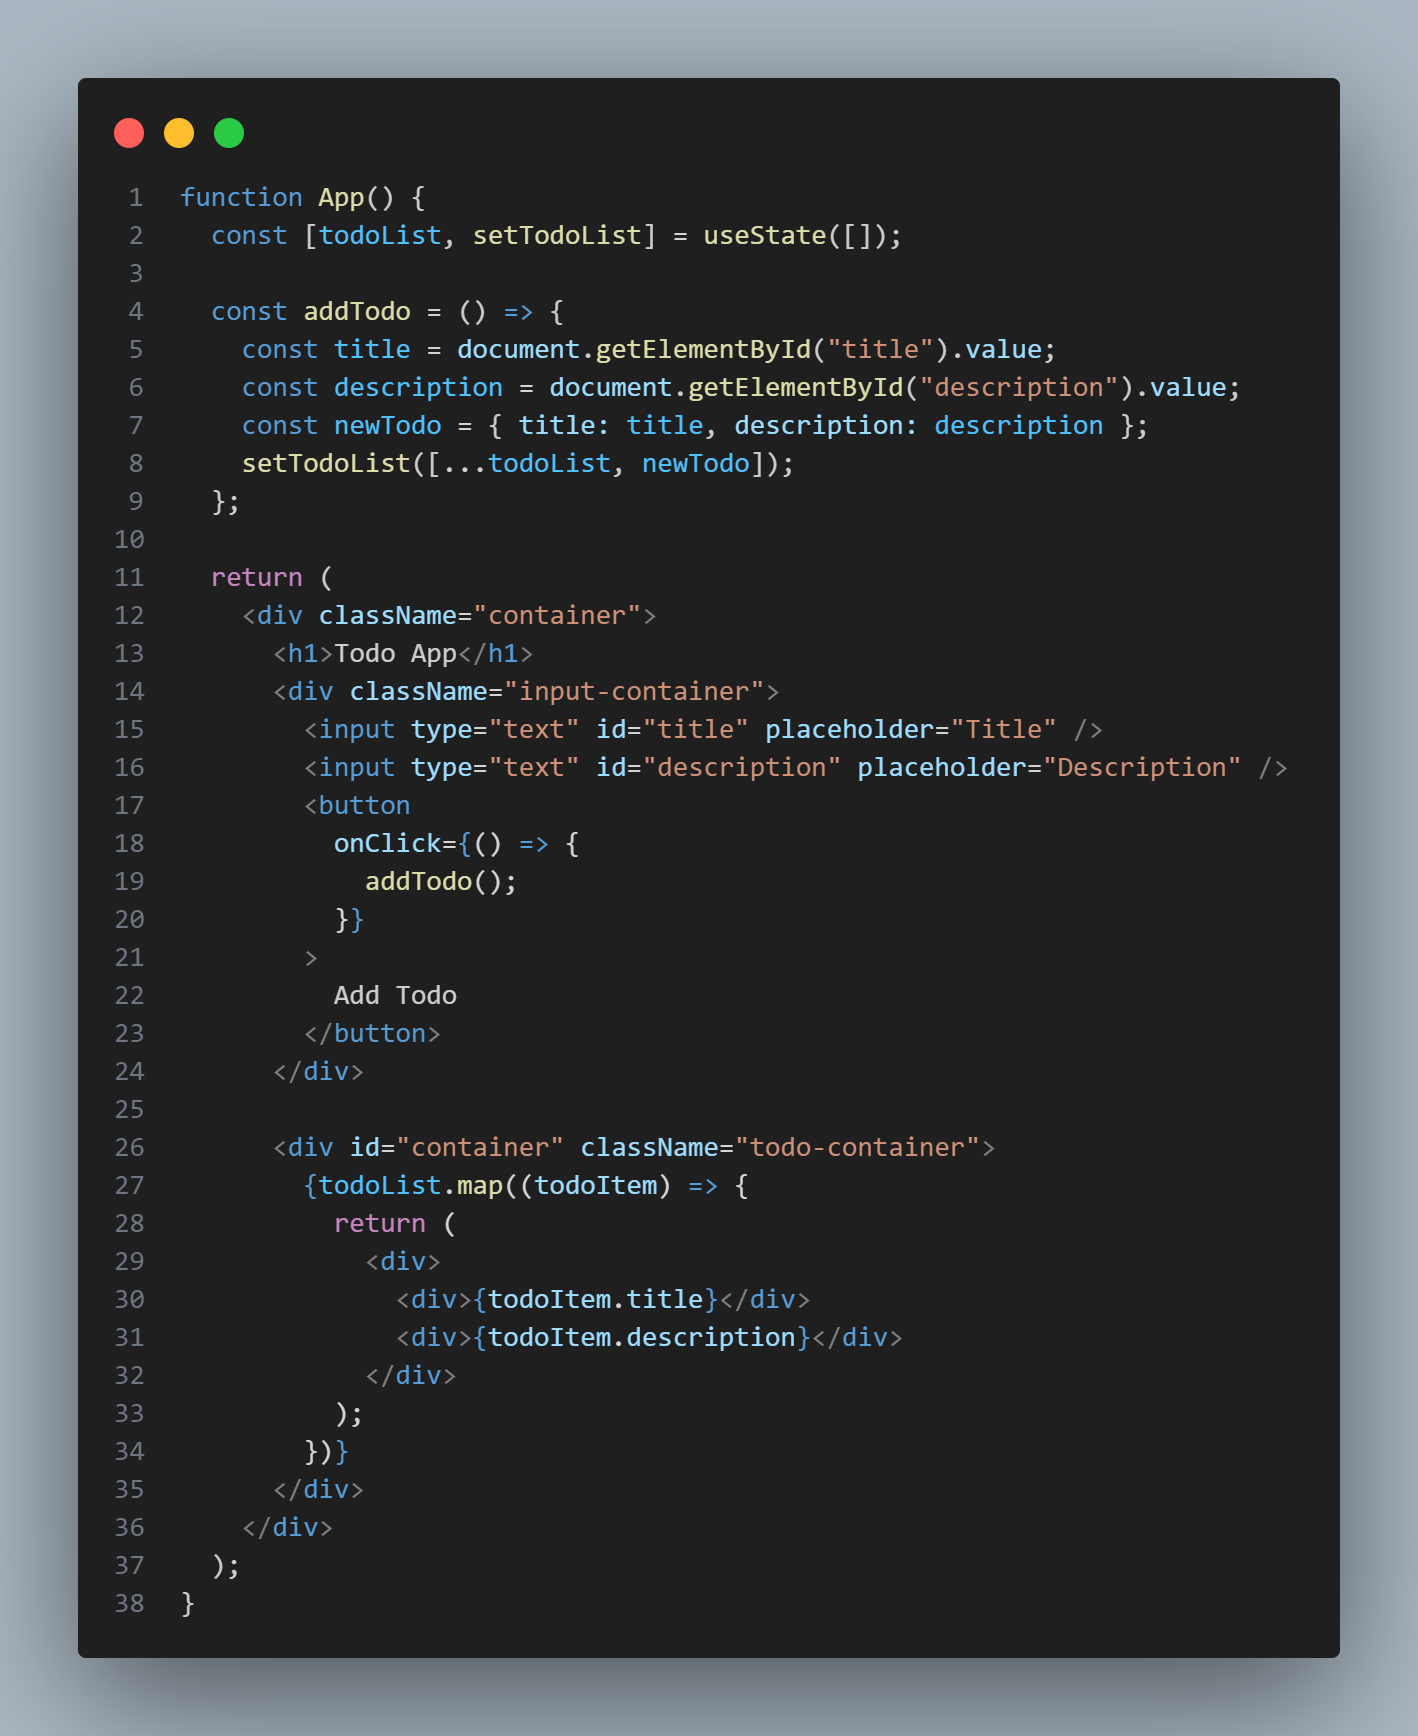 1 function App() {
2   const [todoList, setTodoList] = useState([]);
3
4   const addTodo = () => {
5     const title = document.getElementById("title").value;
6     const description = document.getElementById("description").value;
7     const newTodo = { title: title, description: description };
8     setTodoList([...todoList, newTodo]);
9   };
10
11   return (
12     <div className="container">
13       <h1>Todo App</h1>
14       <div className="input-container">
15         <input type="text" id="title" placeholder="Title" />
16         <input type="text" id="description" placeholder="Description" />
17         <button
18           onClick={() => {
19             addTodo();
20           }}
21         >
22           Add Todo
23         </button>
24       </div>
25
26       <div id="container" className="todo-container">
27         {todoList.map((todoItem) => {
28           return (
29             <div>
30               <div>{todoItem.title}</div>
31               <div>{todoItem.description}</div>
32             </div>
33           );
34         })}
35       </div>
36     </div>
37   );
38 }